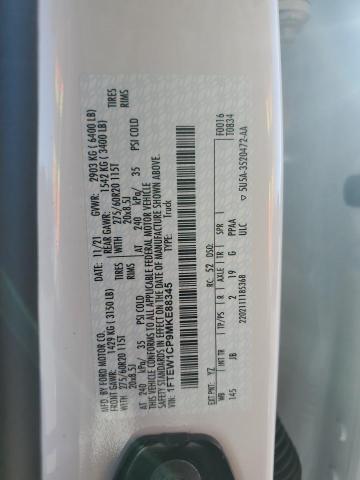 MFD. BY FORD MOTOR CO.
11/21 GVWR: 2903 KG ( 6400 LB)
FRONT GAWR: 1429 KG ( 3150 LB) REAR GAWR: 1542 KG ( 3400 LB)
WITH 275/60R20 115T TIRES WITH 275/60R20 115T TIRES
20x8.5J RIMS 20x8.5J RIMS
AT 240 kPa/ 35 PSI COLD AT 240 kPa/ 35 PSI COLD
THIS VEHICLE CONFORMS TO ALL APPLICABLE FEDERAL MOTOR VEHICLE
SAFETY STANDARDS IN EFFECT ON THE DATE OF MANUFACTURE SHOWN ABOVE.
VIN: 1FTEW1CP9MKE88345
TYPE: Truck
F0016
T0834
EXT PNT: YZ RC: 52 DSO:
WB INT TR TP/PS R AXLE TR SPR
145 JB 2 19 G PPAA
2202111185368 ULC
5U5A-3520472-AA